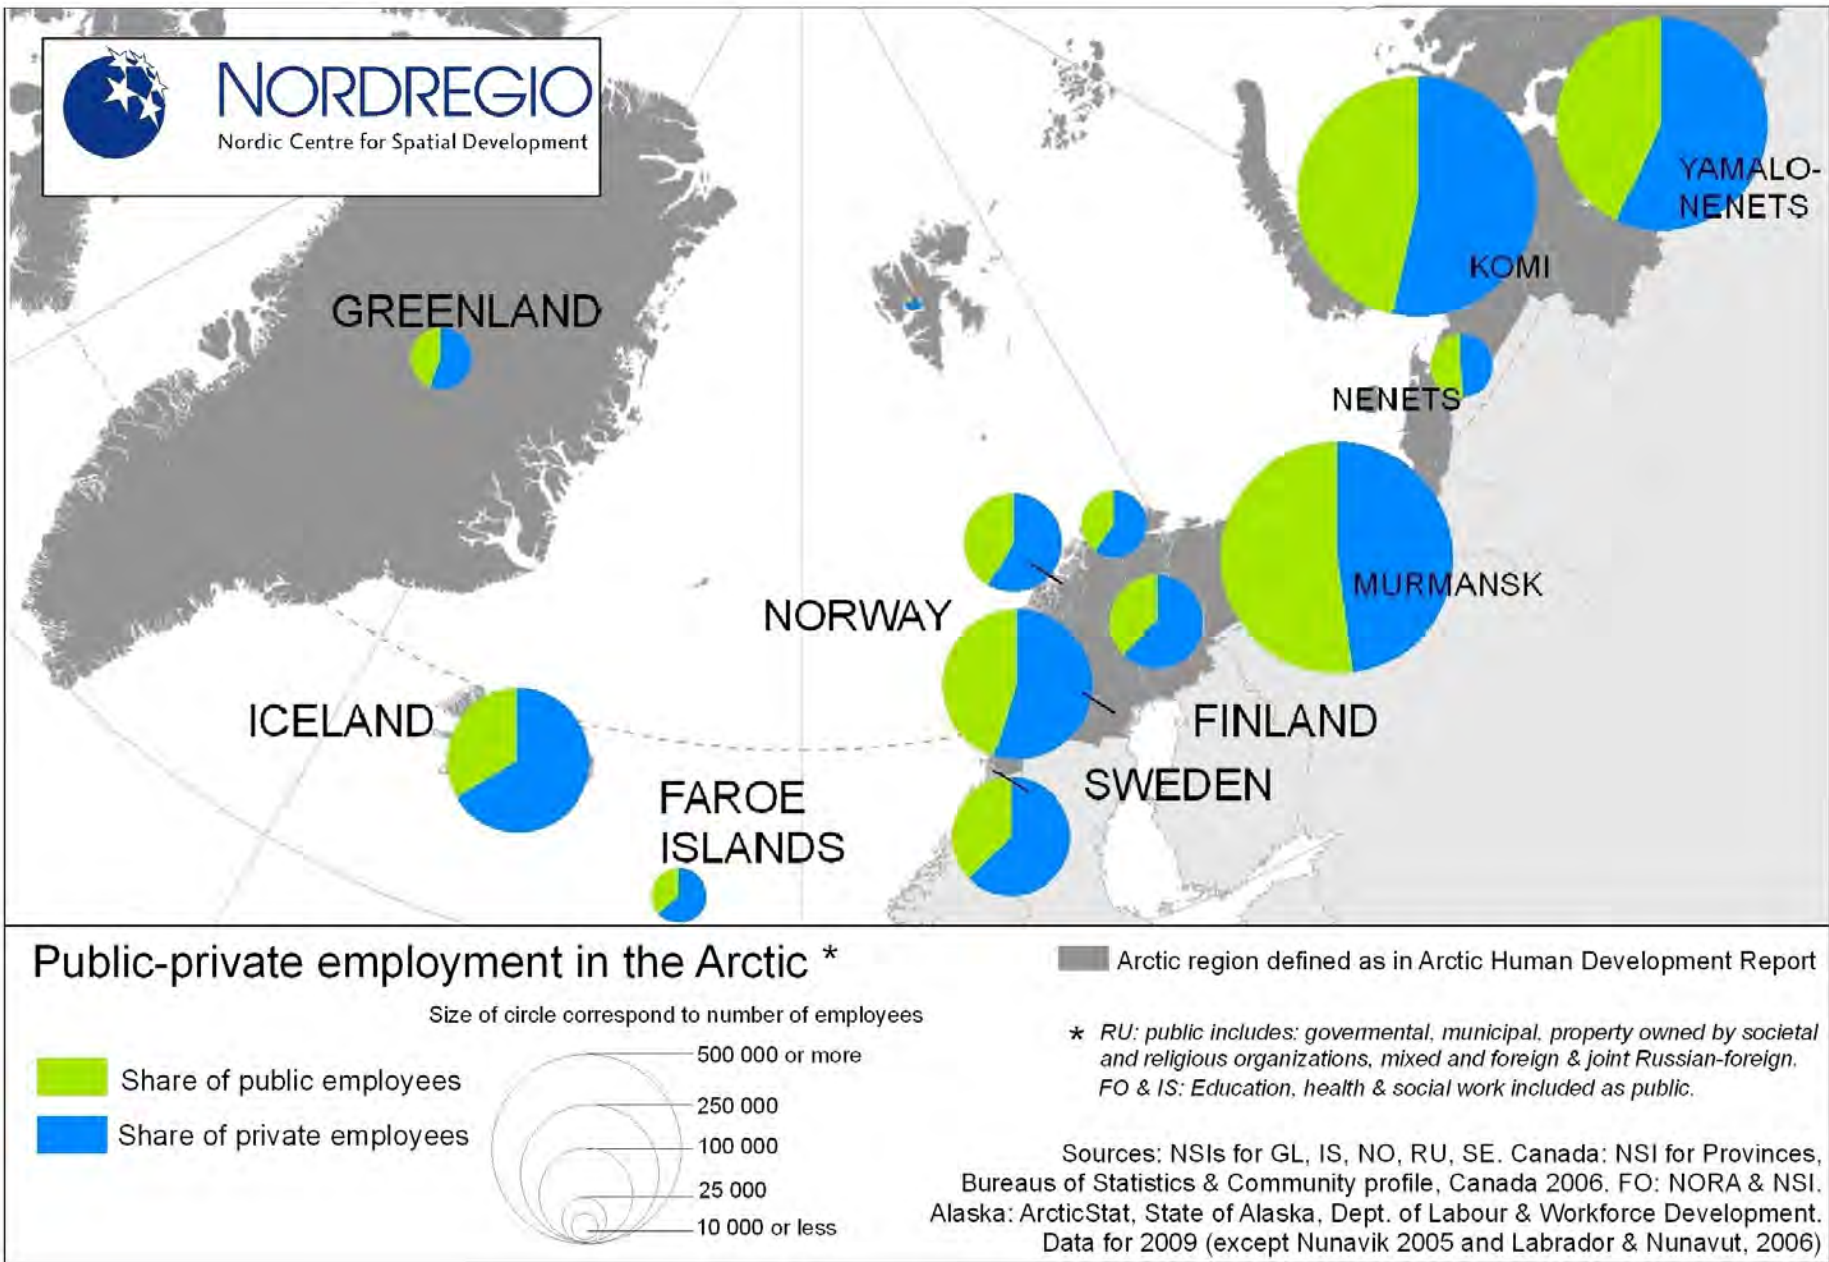 NORDREGIO
Nordic Centre for Spatial Development
YAMALO-
NENETS
KOMI
GREENLAND
NENETS
MURMANSK
NORWAY
ICELAND
FINLAND
SWEDEN
FAROE
ISLANDS
Public-private employment in the Arctic *
Size of circle correspond to number of employees
Share of public employees
Share of private employees
500 000 or more
250 000
100 000
25 000
10 000 or less
Arctic region defined as in Arctic Human Development Report
* RU: public includes: govermental, municipal, property owned by societal
and religious organizations, mixed and foreign & joint Russian-foreign.
FO & IS: Education, health & social work included as public.
Sources: NSIs for GL, IS, NO, RU, SE. Canada: NSI for Provinces,
Bureaus of Statistics & Community profile, Canada 2006. FO: NORA & NSI.
Alaska: ArcticStat, State of Alaska, Dept. of Labour & Workforce Development.
Data for 2009 (except Nunavik 2005 and Labrador & Nunavut, 2006)